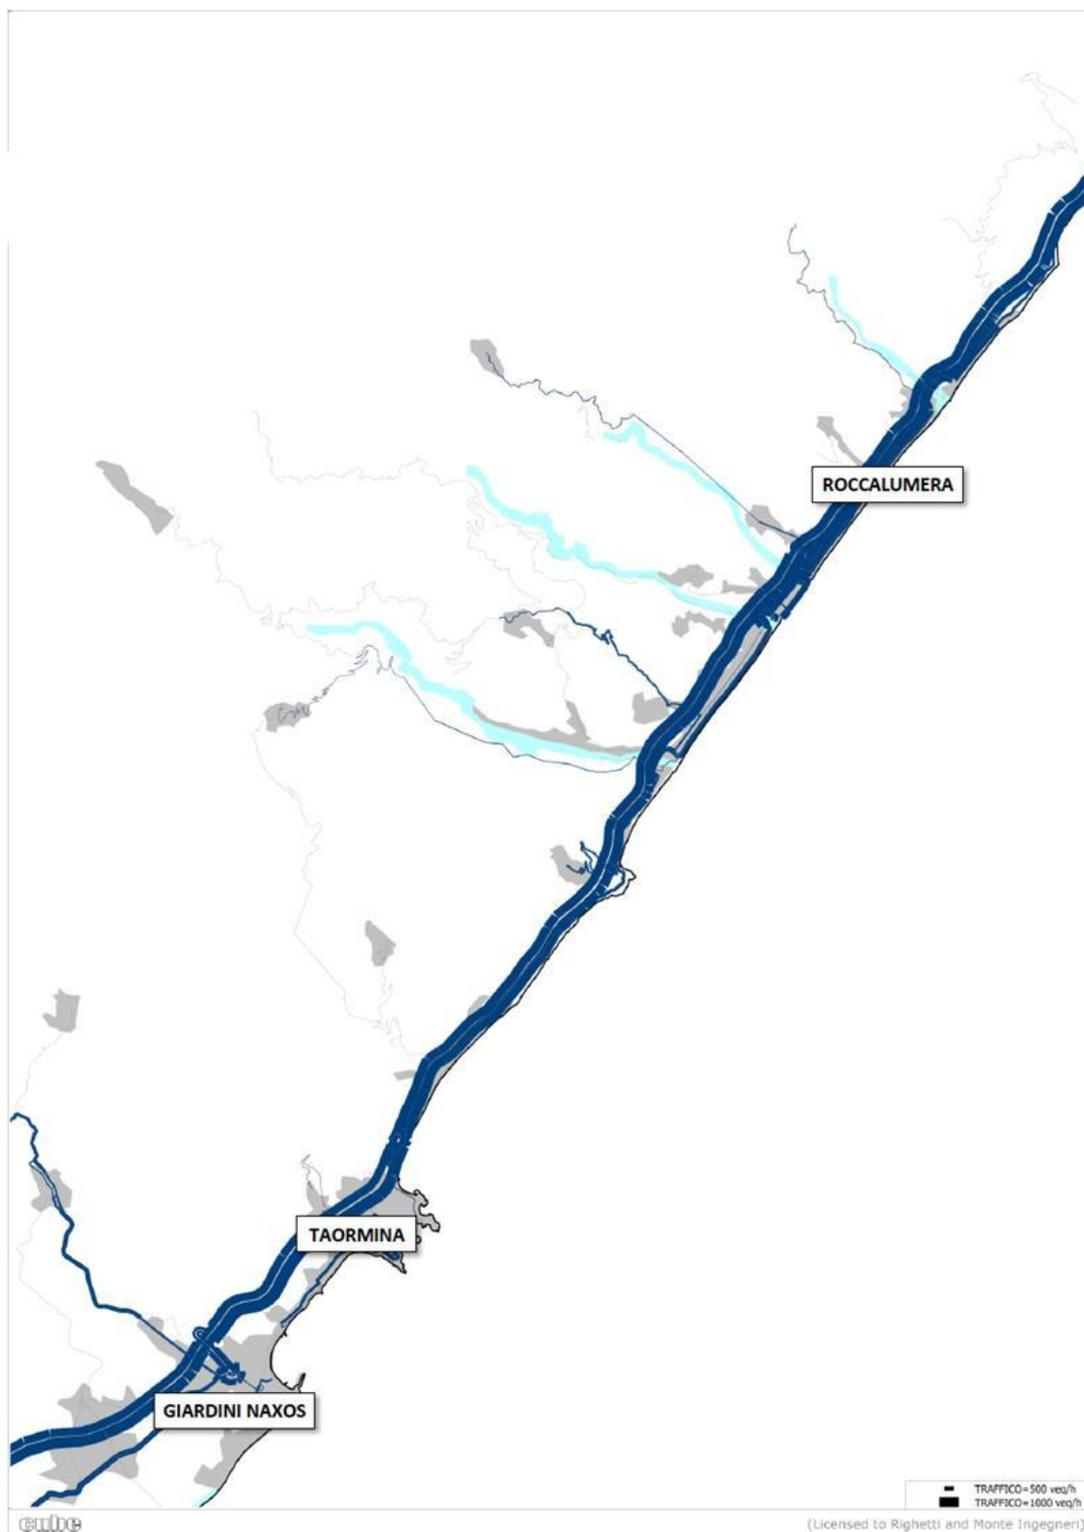 ROCCALUMERA
TAORMINA
GIARDINI NAXOS
TRAFFICO=500 veq/h
TRAFFICO=1000 veq/h
cube
(Licensed to Righetti and Monte Ingegneri)